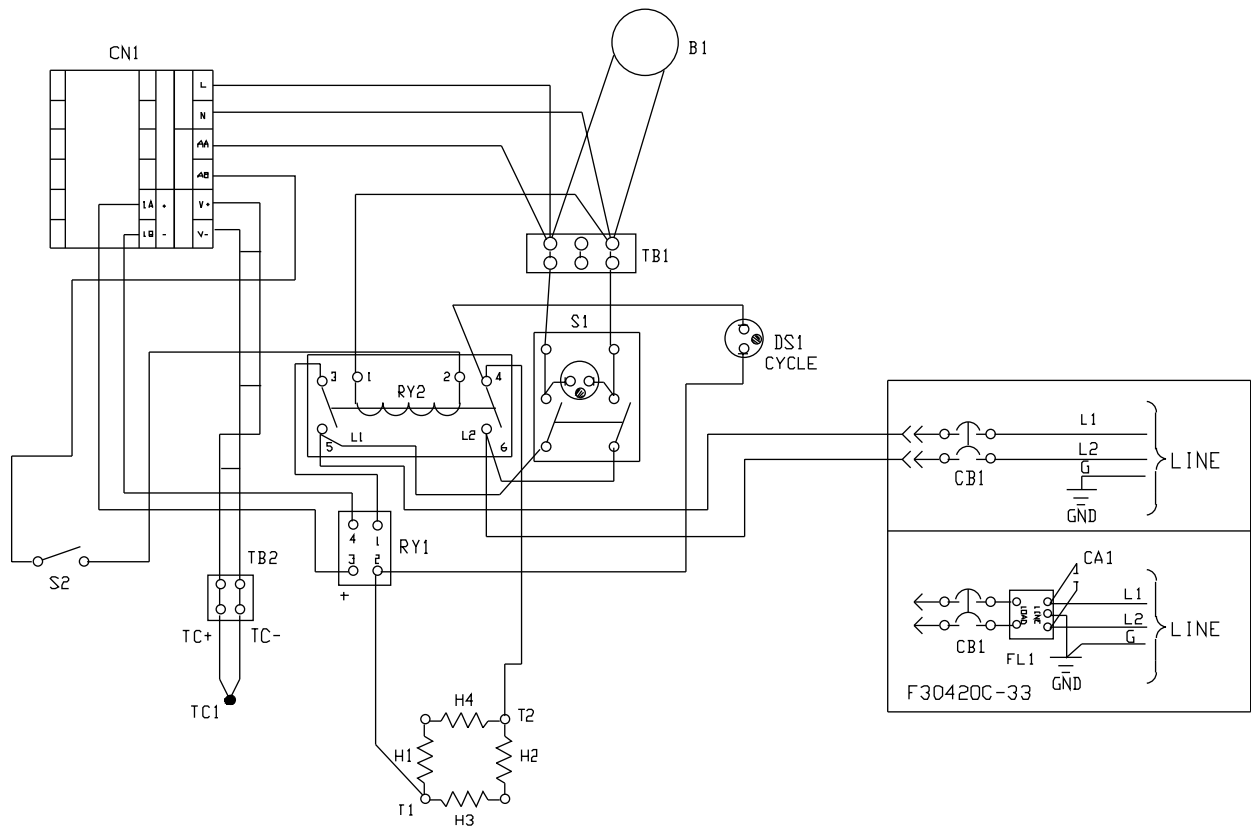 CN1
B1
L
N
AA
AB
1A + V+
1B - V-
TB1
S1
DS1
CYCLE
3 1 2 4
RY2
L1 L2
5 6
L1
L2
G
LINE
CB1
GND
4 1
3 2
RY1
+
S2
TB2
TC+ TC-
TC1
CA1
L1
L2
G
LINE
LOAD
LINE
CB1
FL1
GND
F30420C-33
H4
T2
H1 H2
T1
H3